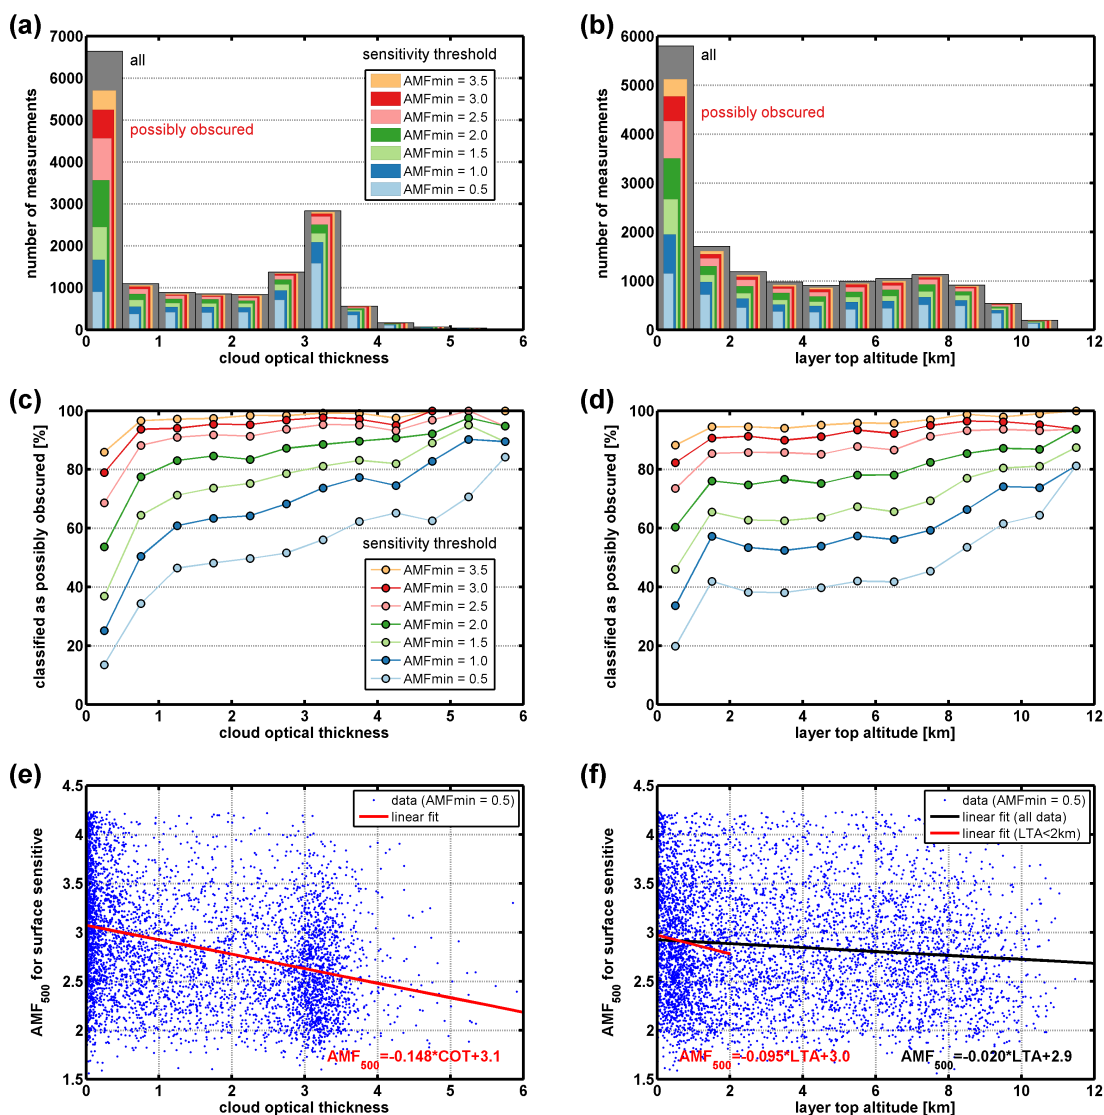 (a)
7000
6000
5000
4000
3000
2000
1000
0
number of measurements
all
possibly obscured
sensitivity threshold
AMFmin = 3.5
AMFmin = 3.0
AMFmin = 2.5
AMFmin = 2.0
AMFmin = 1.5
AMFmin = 1.0
AMFmin = 0.5
0 1 2 3 4 5 6
cloud optical thickness
(b)
6000
5000
4000
3000
2000
1000
0
number of measurements
all
possibly obscured
0 2 4 6 8 10 12
layer top altitude [km]
(c)
100
80
60
40
20
0
classified as possibly obscured [%]
sensitivity threshold
AMFmin = 3.5
AMFmin = 3.0
AMFmin = 2.5
AMFmin = 2.0
AMFmin = 1.5
AMFmin = 1.0
AMFmin = 0.5
0 1 2 3 4 5 6
cloud optical thickness
(d)
100
80
60
40
20
0
classified as possibly obscured [%]
0 2 4 6 8 10 12
layer top altitude [km]
(e)
4.5
4
3.5
3
2.5
2
1.5
AMF500 for surface sensitive
data (AMFmin = 0.5)
linear fit
AMF500=-0.148*COT+3.1
0 1 2 3 4 5 6
cloud optical thickness
(f)
4.5
4
3.5
3
2.5
2
1.5
AMF500 for surface sensitive
data (AMFmin = 0.5)
linear fit (all data)
linear fit (LTA<2km)
AMF500=-0.095*LTA+3.0
AMF500=-0.020*LTA+2.9
0 2 4 6 8 10 12
layer top altitude [km]